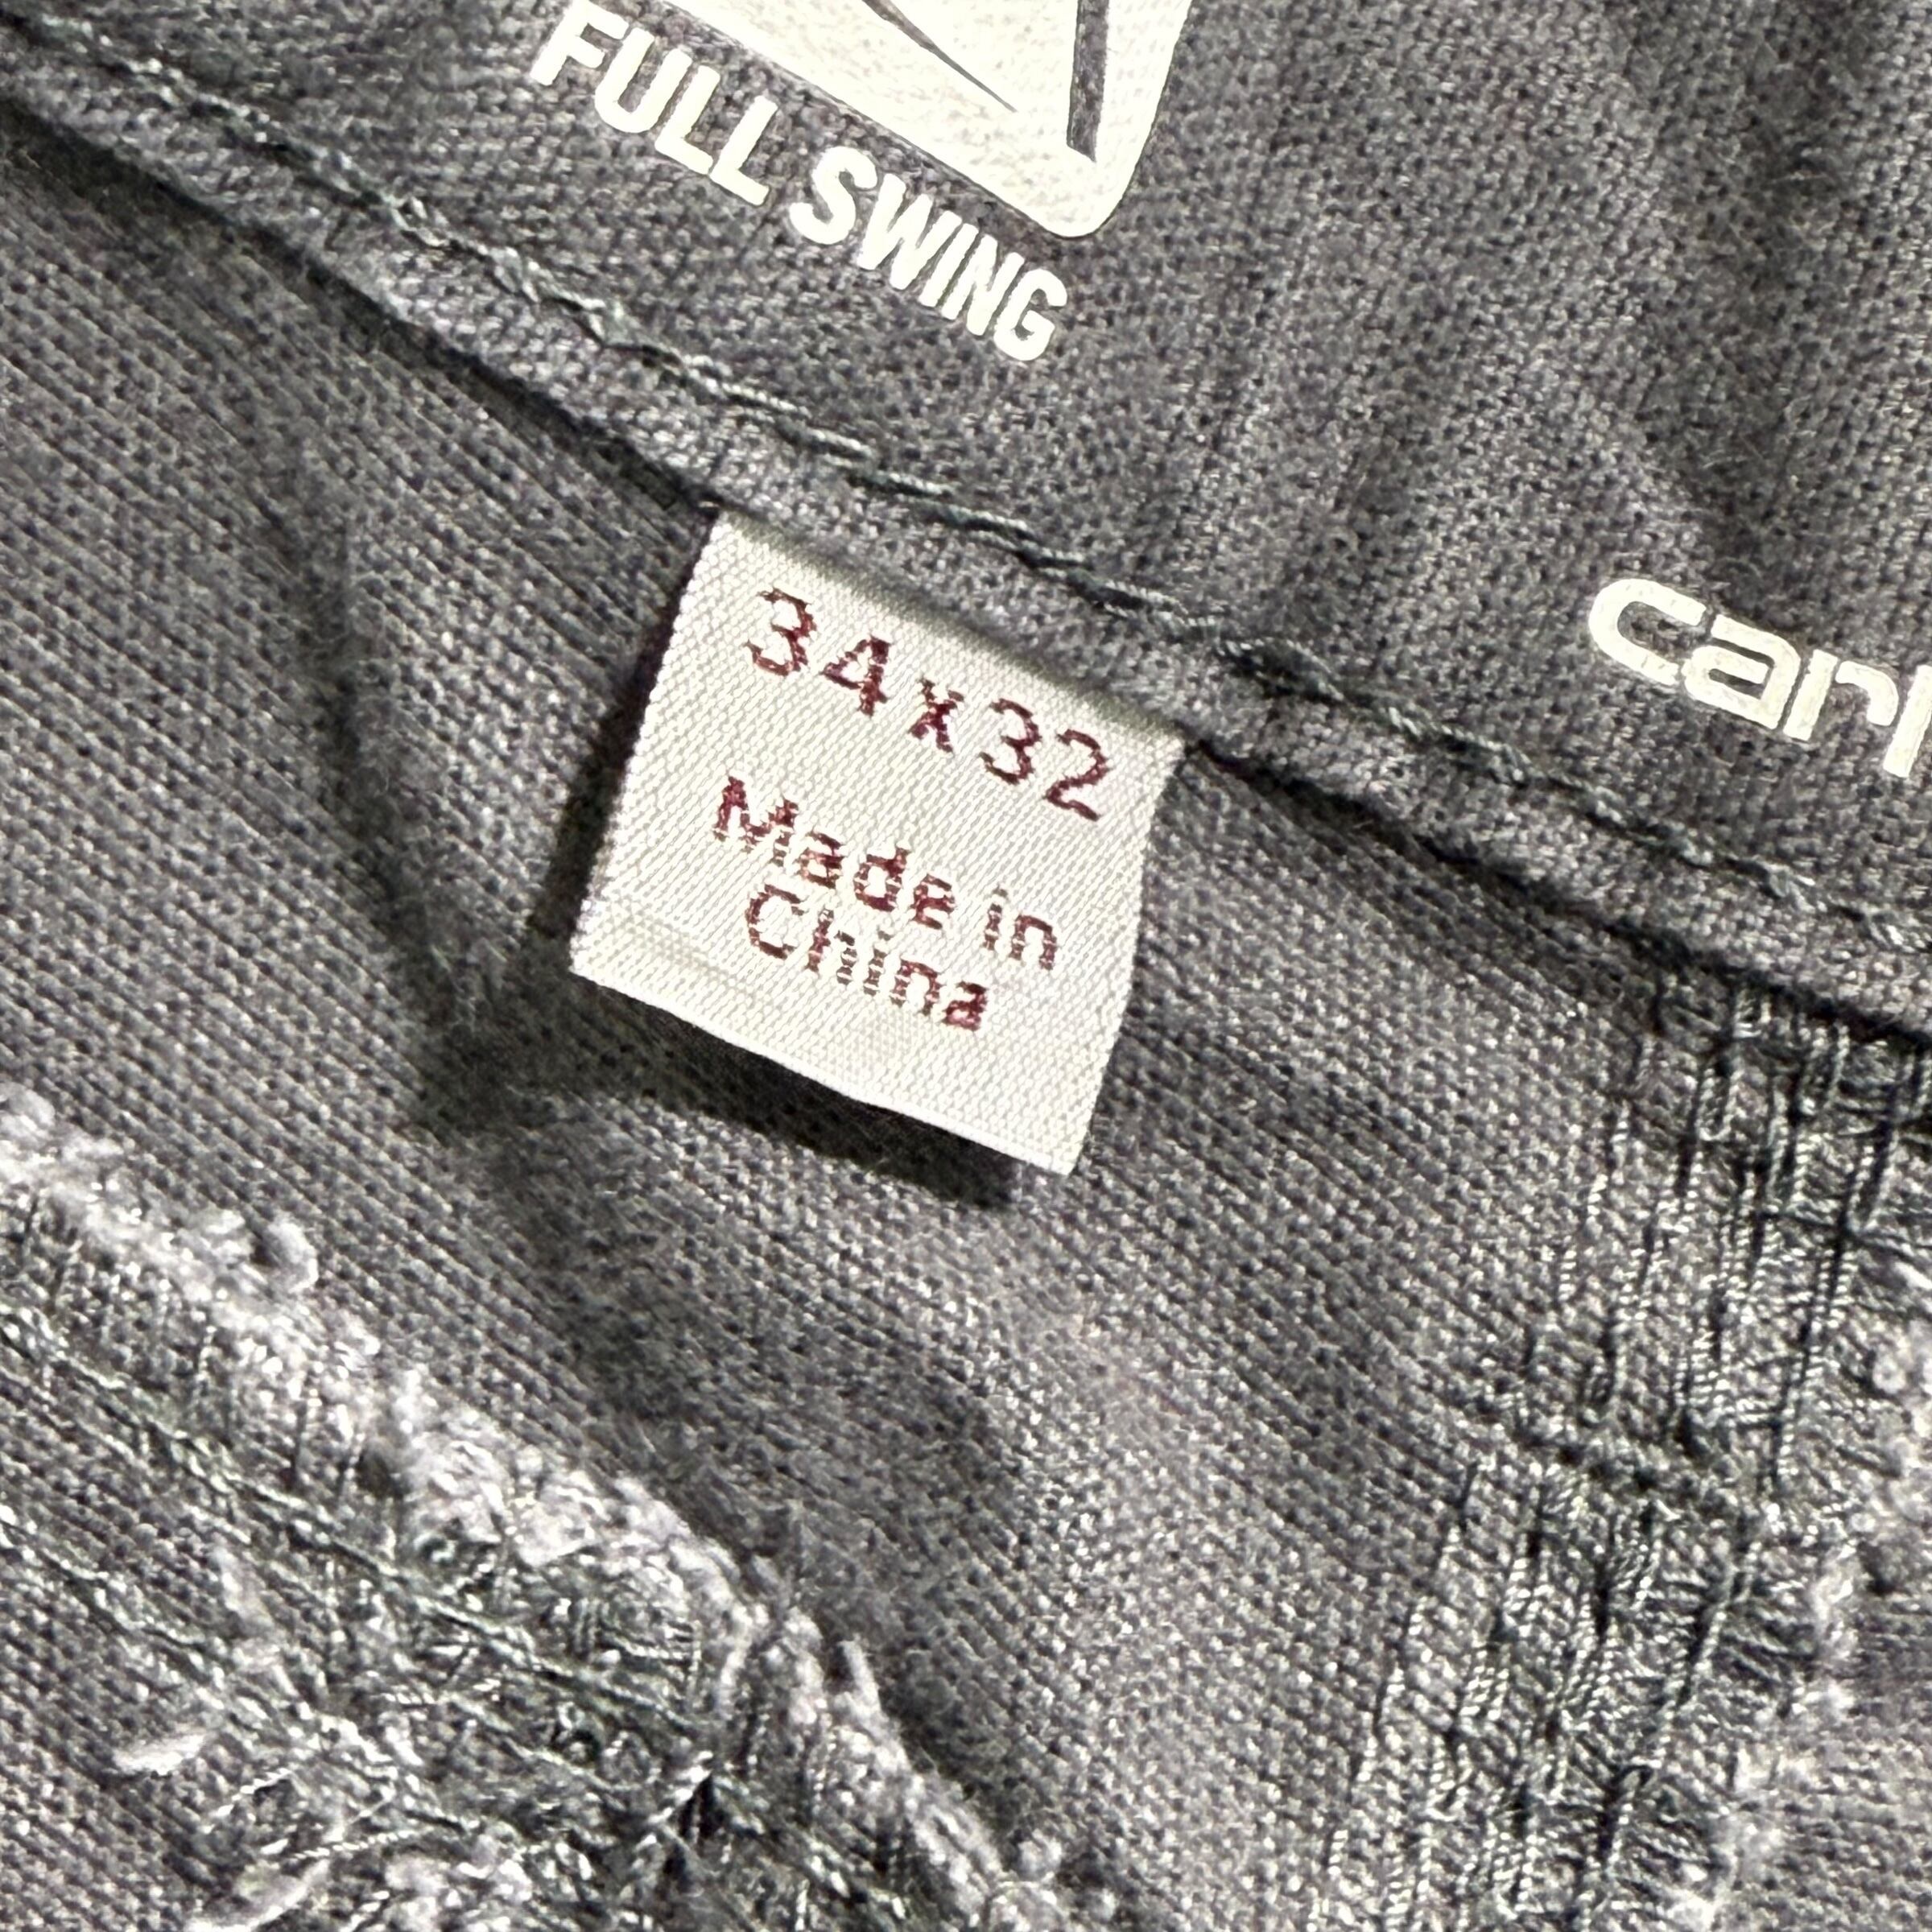 FULL SWING
carh
34x32
Made in
China